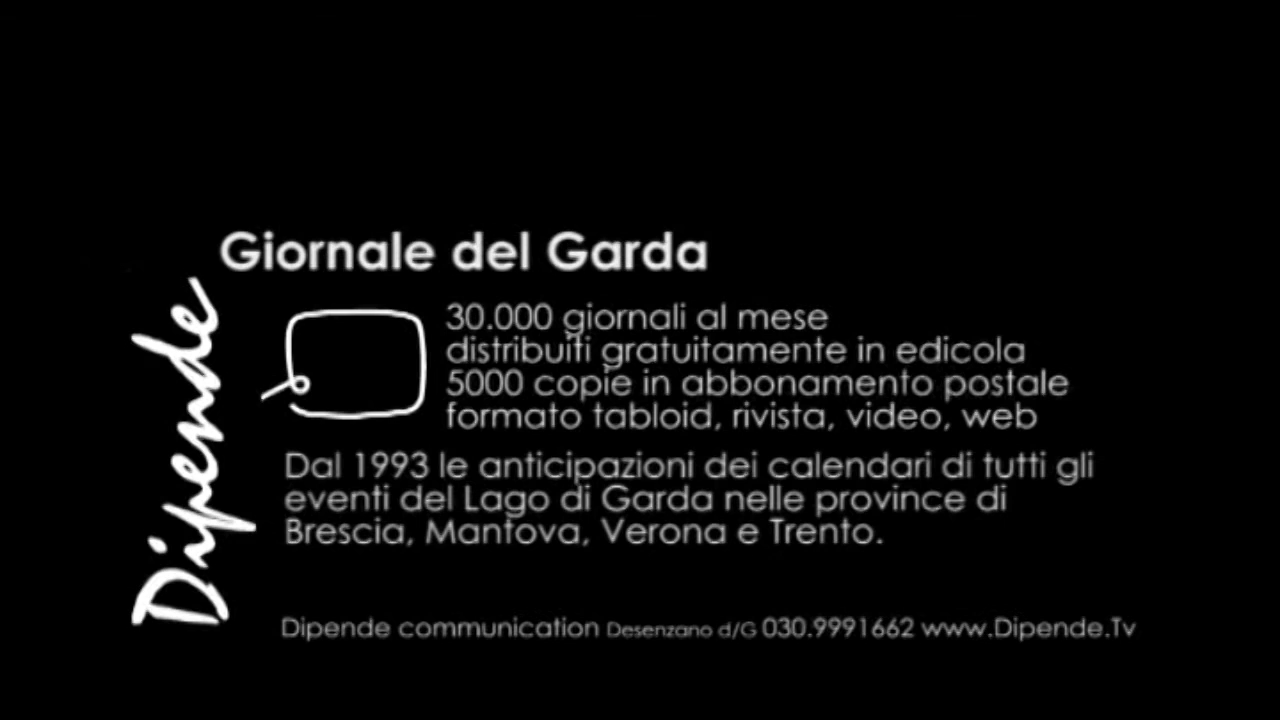 Giornale del Garda
Dipende
30.000 giornali al mese
distribuiti gratuitamente in edicola
5000 copie in abbonamento postale
formato tabloid, rivista, video, web
Dal 1993 le anticipazioni dei calendari di tutti gli
eventi del Lago di Garda nelle province di
Brescia, Mantova, Verona e Trento.
Dipende communication Desenzano d/G 030.9991662 www.Dipende.Tv